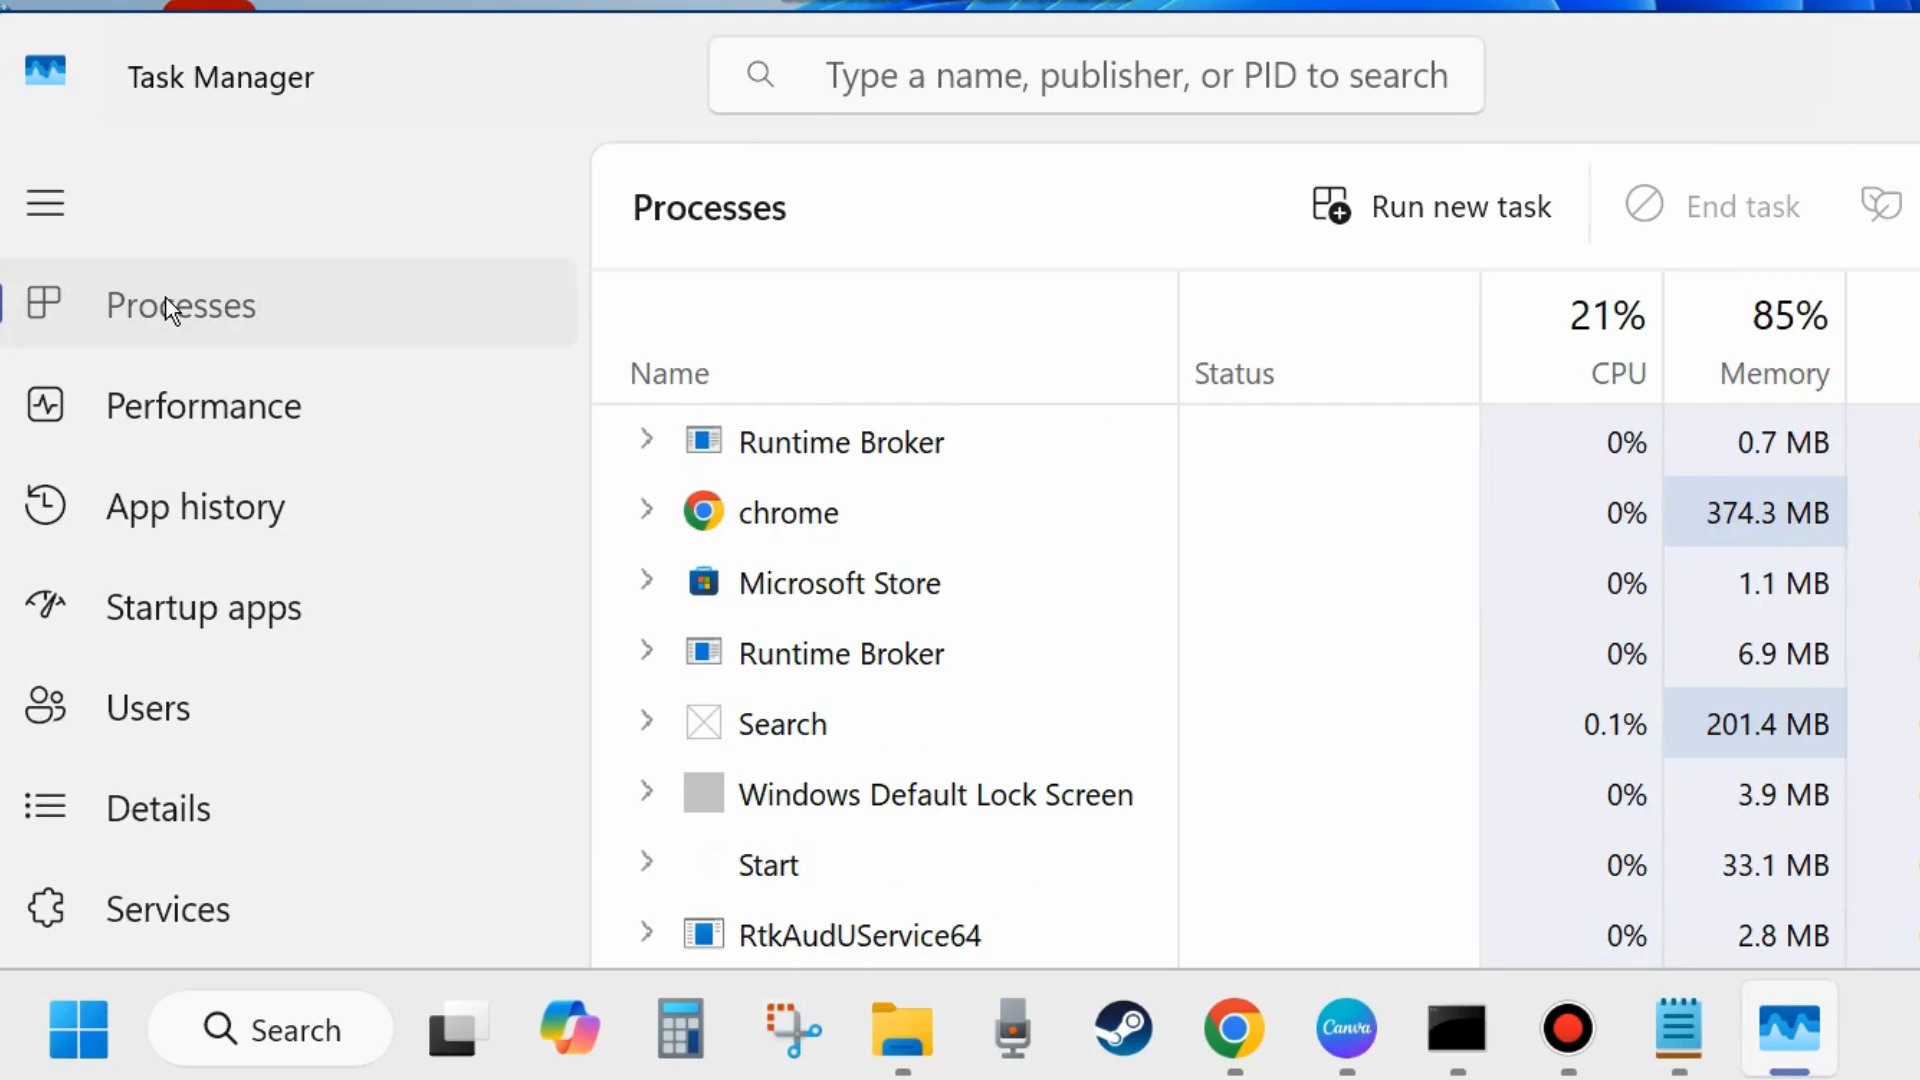 Task Manager
Type a name, publisher, or PID to search
Processes
Run new task
End task
Processes
Performance
App history
Startup apps
Users
Details
Services
21%
85%
Name
Status
CPU
Memory
Runtime Broker 0% 0.7 MB
chrome 0% 374.3 MB
Microsoft Store 0% 1.1 MB
Runtime Broker 0% 6.9 MB
Search 0.1% 201.4 MB
Windows Default Lock Screen 0% 3.9 MB
Start 0% 33.1 MB
RtkAudUService64 0% 2.8 MB
Search
Canva